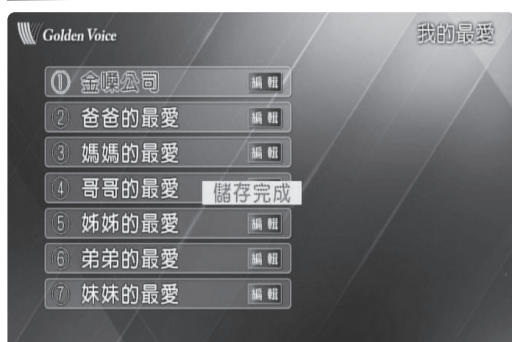 Golden Voice
我的最愛
① 金嗓公司 編輯
② 爸爸的最愛 編輯
③ 媽媽的最愛 編輯
④ 哥哥的最愛
儲存完成
⑤ 姊姊的最愛 編輯
⑥ 弟弟的最愛 編輯
⑦ 妹妹的最愛 編輯